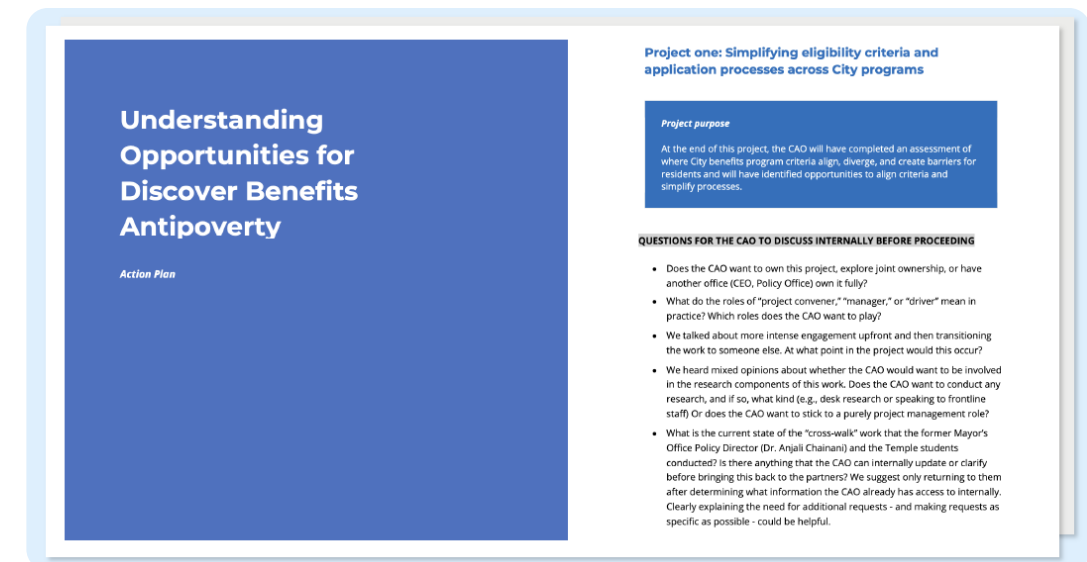 Understanding
Opportunities for
Discover Benefits
Antipoverty
Action Plan
Project one: Simplifying eligibility criteria and
application processes across City programs
Project purpose
At the end of this project, the CAO will have completed an assessment of
where City benefits program criteria align, diverge, and create barriers for
residents and will have identified opportunities to align criteria and
simplify processes.
QUESTIONS FOR THE CAO TO DISCUSS INTERNALLY BEFORE PROCEEDING
• Does the CAO want to own this project, explore joint ownership, or have
another office (CEO, Policy Office) own it fully?
• What do the roles of “project convener,” “manager,” or “driver” mean in
practice? Which roles does the CAO want to play?
• We talked about more intense engagement upfront and then transitioning
the work to someone else. At what point in the project would this occur?
• We heard mixed opinions about whether the CAO would want to be involved
in the research components of this work. Does the CAO want to conduct any
research, and if so, what kind (e.g., desk research or speaking to frontline
staff) Or does the CAO want to stick to a purely project management role?
• What is the current state of the “cross-walk” work that the former Mayor's
Office Policy Director (Dr. Anjali Chainani) and the Temple students
conducted? Is there anything that the CAO can internally update or clarify
before bringing this back to the partners? We suggest only returning to them
after determining what information the CAO already has access to internally.
Clearly explaining the need for additional requests - and making requests as
specific as possible - could be helpful.